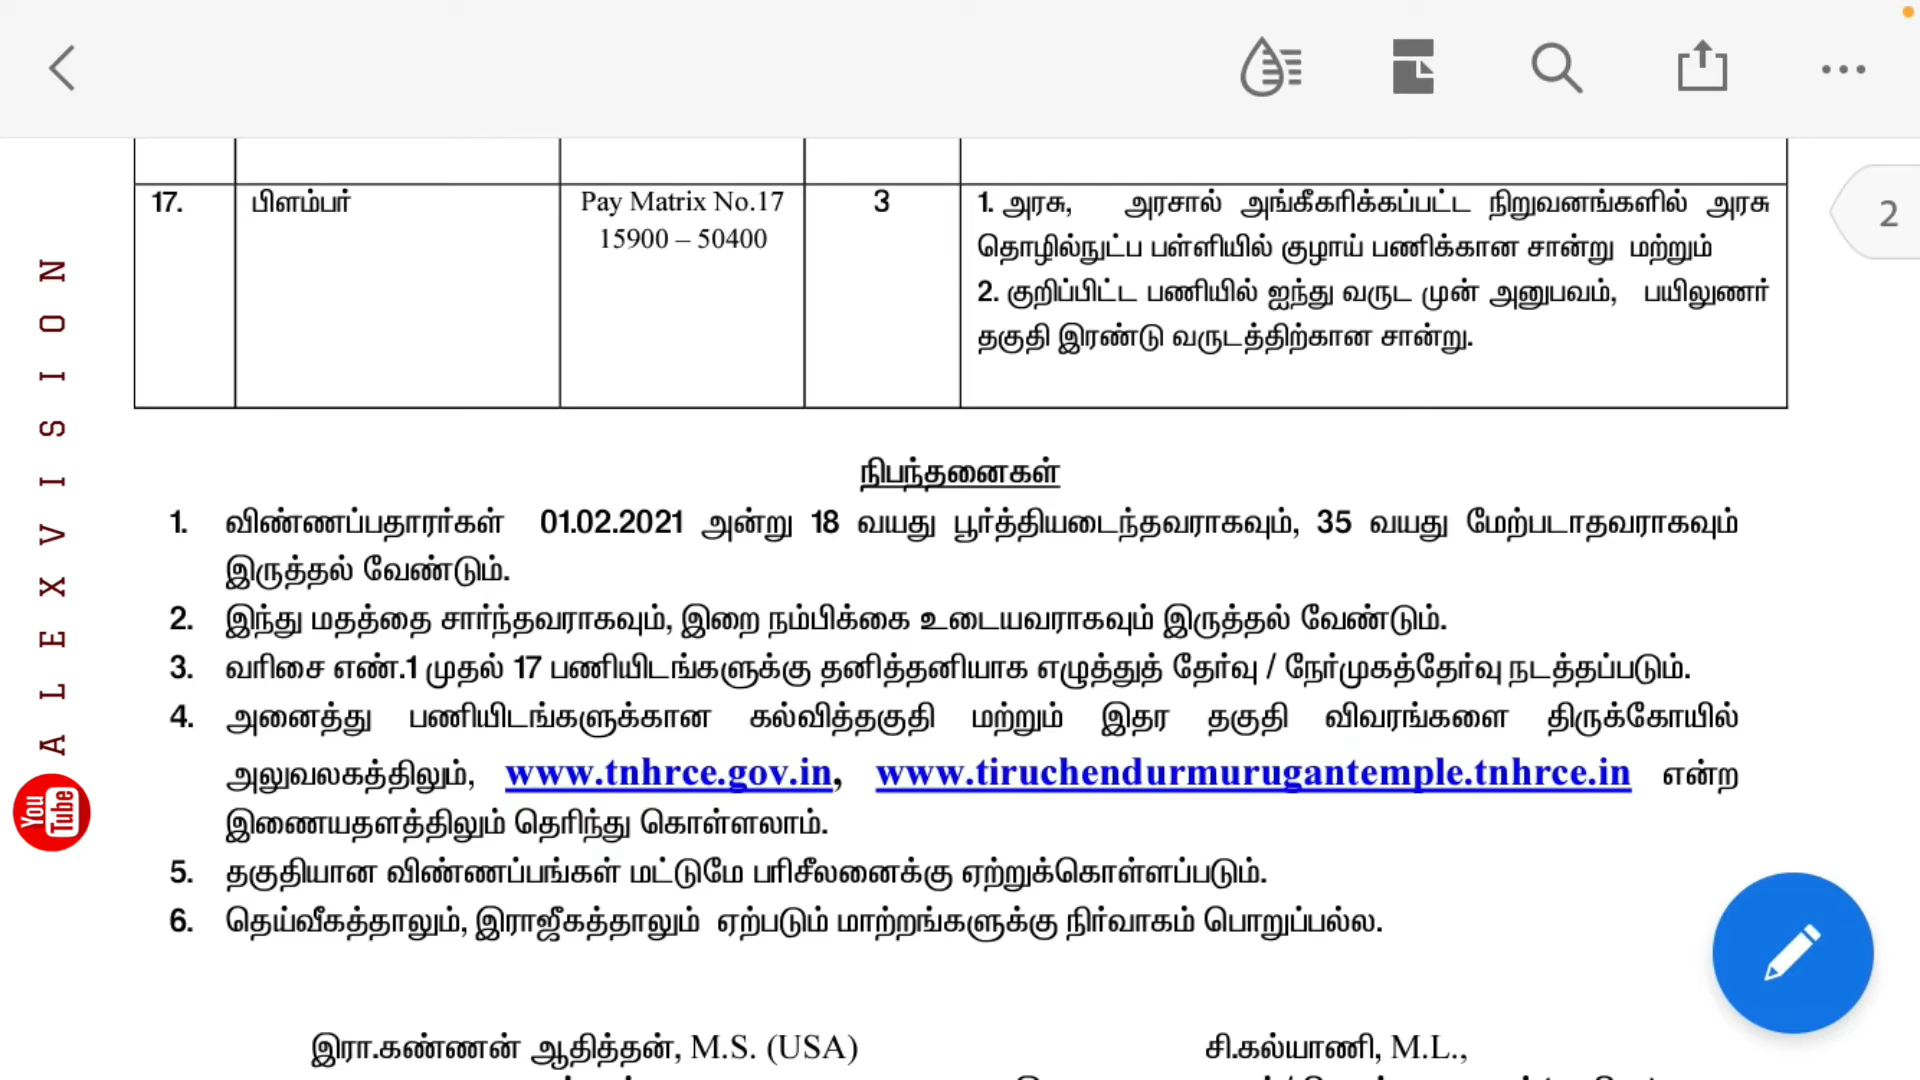 2
17. பிளம்பர் Pay Matrix No.17 3 1. அரசு, அரசால் அங்கீகரிக்கப்பட்ட நிறுவனங்களில் அரசு
15900 – 50400 தொழில்நுட்ப பள்ளியில் குழாய் பணிக்கான சான்று மற்றும்
2. குறிப்பிட்ட பணியில் ஐந்து வருட முன் அனுபவம், பயிலுணர்
தகுதி இரண்டு வருடத்திற்கான சான்று.
நிபந்தனைகள்
1. விண்ணப்பதாரர்கள் 01.02.2021 அன்று 18 வயது பூர்த்தியடைந்தவராகவும், 35 வயது மேற்படாதவராகவும்
இருத்தல் வேண்டும்.
2. இந்து மதத்தை சார்ந்தவராகவும், இறை நம்பிக்கை உடையவராகவும் இருத்தல் வேண்டும்.
3. வரிசை எண்.1 முதல் 17 பணியிடங்களுக்கு தனித்தனியாக எழுத்துத் தேர்வு / நேர்முகத்தேர்வு நடத்தப்படும்.
4. அனைத்து பணியிடங்களுக்கான கல்வித்தகுதி மற்றும் இதர தகுதி விவரங்களை திருக்கோயில்
அலுவலகத்திலும், www.tnhrce.gov.in, www.tiruchendurmurugantemple.tnhrce.in என்ற
இணையதளத்திலும் தெரிந்து கொள்ளலாம்.
5. தகுதியான விண்ணப்பங்கள் மட்டுமே பரிசீலனைக்கு ஏற்றுக்கொள்ளப்படும்.
6. தெய்வீகத்தாலும், இராஜீகத்தாலும் ஏற்படும் மாற்றங்களுக்கு நிர்வாகம் பொறுப்பல்ல.
இரா.கண்ணன் ஆதித்தன், M.S. (USA) சி.கல்யாணி, M.L.,
ALEX VISION
You Tube